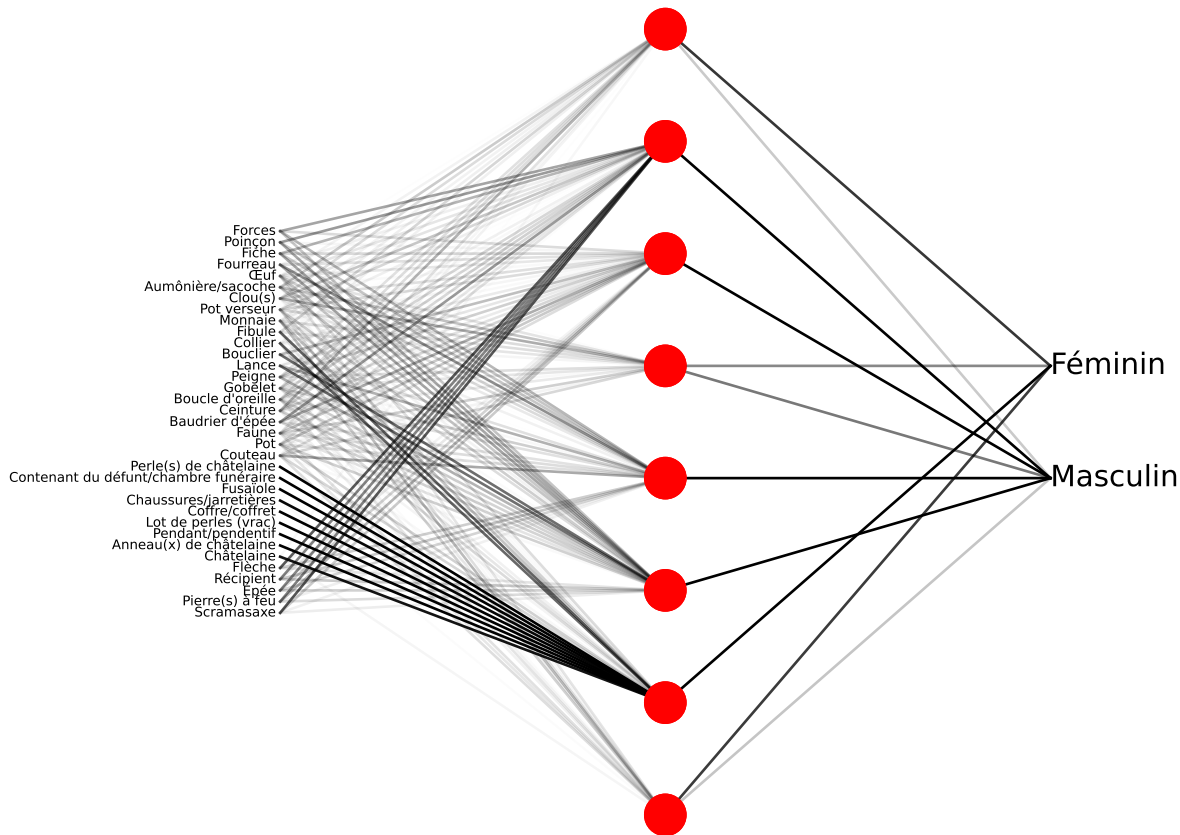 Forces
Poinçon
Fiche
Fourreau
Œuf
Aumônière/sacoche
Clou(s)
Pot verseur
Monnaie
Fibule
Collier
Bouclier
Lance
Peigne
Gobelet
Boucle d'oreille
Ceinture
Baudrier d'épée
Faune
Pot
Couteau
Perle(s) de châtelaine
Contenant du défunt/chambre funéraire
Fusaïole
Chaussures/jarretières
Coffre/coffret
Lot de perles (vrac)
Pendant/pendentif
Anneau(x) de châtelaine
Châtelaine
Flèche
Récipient
Épée
Pierre(s) à feu
Scramasaxe
Féminin
Masculin